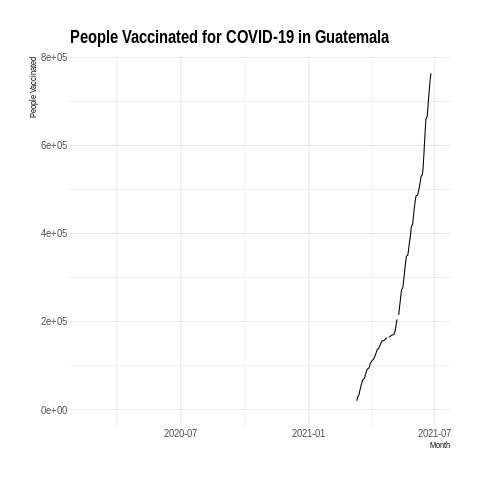 People Vaccinated for COVID-19 in Guatemala
People Vaccinated
8e+05
6e+05
4e+05
2e+05
0e+00
2020-07 2021-01 2021-07
Month